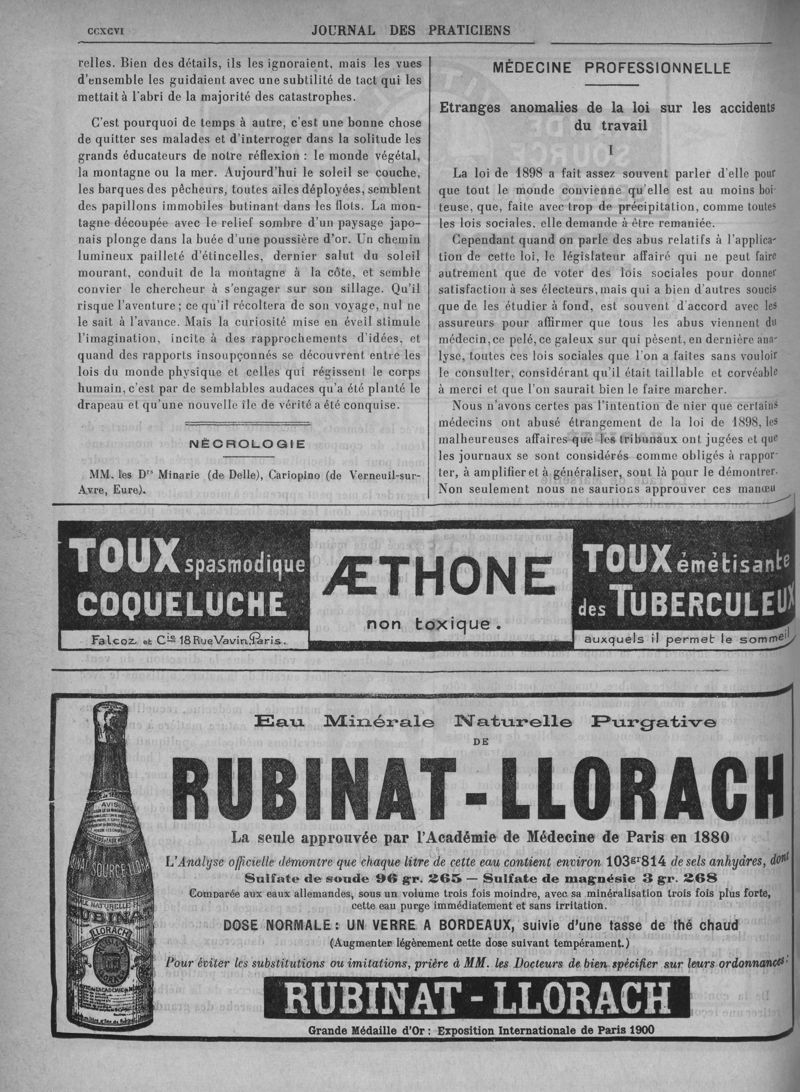 CCXCVI
JOURNAL DES PRATICIENS
relles. Bien des détails, ils les ignoraient, mais les vues
d'ensemble les guidaient avec une subtilité de tact qui les
mettait à l'abri de la majorité des catastrophes.
C'est pourquoi de temps à autre, c'est une bonne chose
de quitter ses malades et d'interroger dans la solitude les
grands éducateurs de notre réflexion : le monde végétal,
la montagne ou la mer. Aujourd'hui le soleil se couche,
les barques des pêcheurs, toutes ailes déployées, semblent
des papillons immobiles butinant dans les flots. La mon-
tagne découpée avec le relief sombre d'un paysage japo-
nais plonge dans la buée d'une poussière d'or. Un chemin
lumineux pailleté d'étincelles, dernier salut du soleil
mourant, conduit de la montagne à la côte, et semble
convier le chercheur à s'engager sur son sillage. Qu'il
risque l'aventure ; ce qu'il récoltera de son voyage, nul ne
le sait à l'avance. Mais la curiosité mise en éveil stimule
l'imagination, incite à des rapprochements d'idées, et
quand des rapports insoupçonnés se découvrent entre les
lois du monde physique et celles qui régissent le corps
humain, c'est par de semblables audaces qu'a été planté le
drapeau et qu'une nouvelle île de vérité a été conquise.
NÉCROLOGIE
MM. les Drs Minarie (de Delle), Cariopino (de Verneuil-sur-
Avre, Eure).
MÉDECINE PROFESSIONNELLE
Etranges anomalies de la loi sur les accidents
du travail
I
La loi de 1898 a fait assez souvent parler d'elle pour
que tout le monde convienne qu'elle est au moins boi-
teuse, que, faite avec trop de précipitation, comme toutes
les lois sociales, elle demande à être remaniée.
Cependant quand on parle des abus relatifs à l'applica-
tion de cette loi, le législateur affairé qui ne peut faire
autrement que de voter des lois sociales pour donner
satisfaction à ses électeurs, mais qui a bien d'autres soucis
que de les étudier à fond, est souvent d'accord avec les
assureurs pour affirmer que tous les abus viennent du
médecin, ce pelé, ce galeux sur qui pèsent, en dernière ana-
lyse, toutes ces lois sociales que l'on a faites sans vouloir
le consulter, considérant qu'il était taillable et corvéable
à merci et que l'on saurait bien le faire marcher.
Nous n'avons certes pas l'intention de nier que certains
médecins ont abusé étrangement de la loi de 1898, les
malheureuses affaires que les tribunaux ont jugées et que
les journaux se sont considérés comme obligés à rappor-
ter, à amplifier et à généraliser, sont là pour le démontrer.
Non seulement nous ne saurions approuver ces manœu
TOUX spasmodique
COQUELUCHE
Falcoz et Cie 18 Rue Vavin, Paris.
ÆTHONE
non toxique.
TOUX émétisante
des TUBERCULEUX
auxquels il permet le sommeil
Eau Minérale Naturelle Purgative
DE
RUBINAT-LLORACH
La seule approuvée par l'Académie de Médecine de Paris en 1880
L'Analyse officielle démontre que chaque litre de cette eau contient environ 103gr814 de sels anhydres, dont
Sulfate de soude 96 gr. 265 — Sulfate de magnésie 3 gr. 268
Comparée aux eaux allemandes, sous un volume trois fois moindre, avec sa minéralisation trois fois plus forte,
cette eau purge immédiatement et sans irritation.
DOSE NORMALE : UN VERRE A BORDEAUX, suivie d'une tasse de thé chaud
(Augmenter légèrement cette dose suivant tempérament.)
Pour éviter les substitutions ou imitations, prière à MM. les Docteurs de bien spécifier sur leurs ordonnances :
RUBINAT-LLORACH
Grande Médaille d'Or : Exposition Internationale de Paris 1900
AVIS
SOURCE LLORACH
RUBINAT
LLORACH